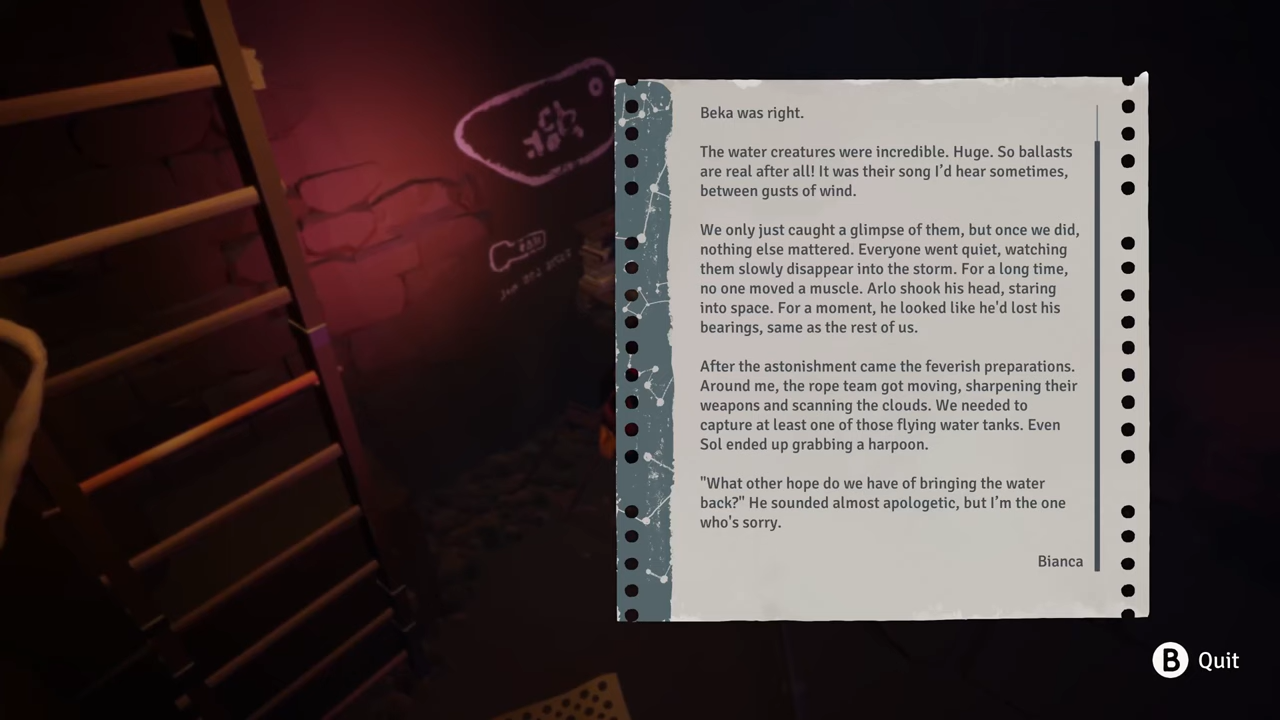 Beka was right.
The water creatures were incredible. Huge. So ballasts
are real after all! It was their song I'd hear sometimes,
between gusts of wind.
We only just caught a glimpse of them, but once we did,
nothing else mattered. Everyone went quiet, watching
them slowly disappear into the storm. For a long time,
no one moved a muscle. Arlo shook his head, staring
into space. For a moment, he looked like he'd lost his
bearings, same as the rest of us.
After the astonishment came the feverish preparations.
Around me, the rope team got moving, sharpening their
weapons and scanning the clouds. We needed to
capture at least one of those flying water tanks. Even
Sol ended up grabbing a harpoon.
"What other hope do we have of bringing the water
back?" He sounded almost apologetic, but I'm the one
who's sorry.
Bianca
B Quit